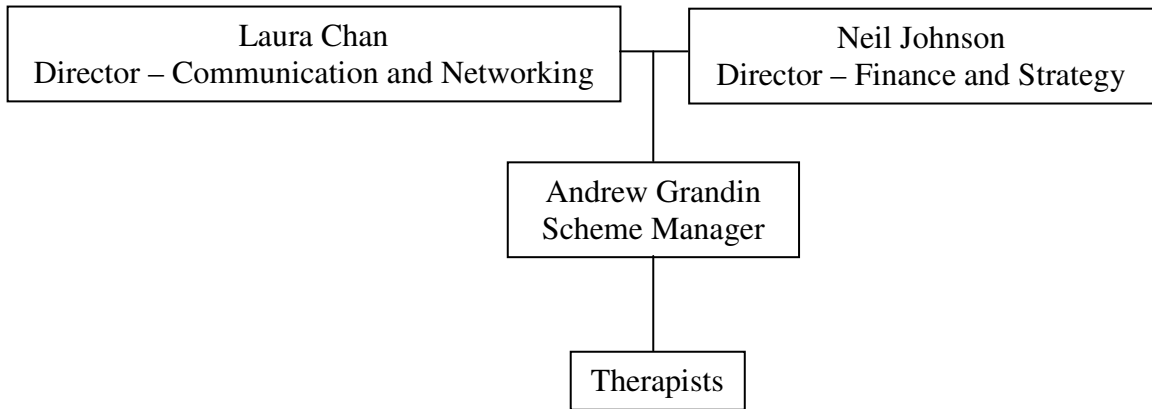 Laura Chan
Director – Communication and Networking
Neil Johnson
Director – Finance and Strategy
Andrew Grandin
Scheme Manager
Therapists